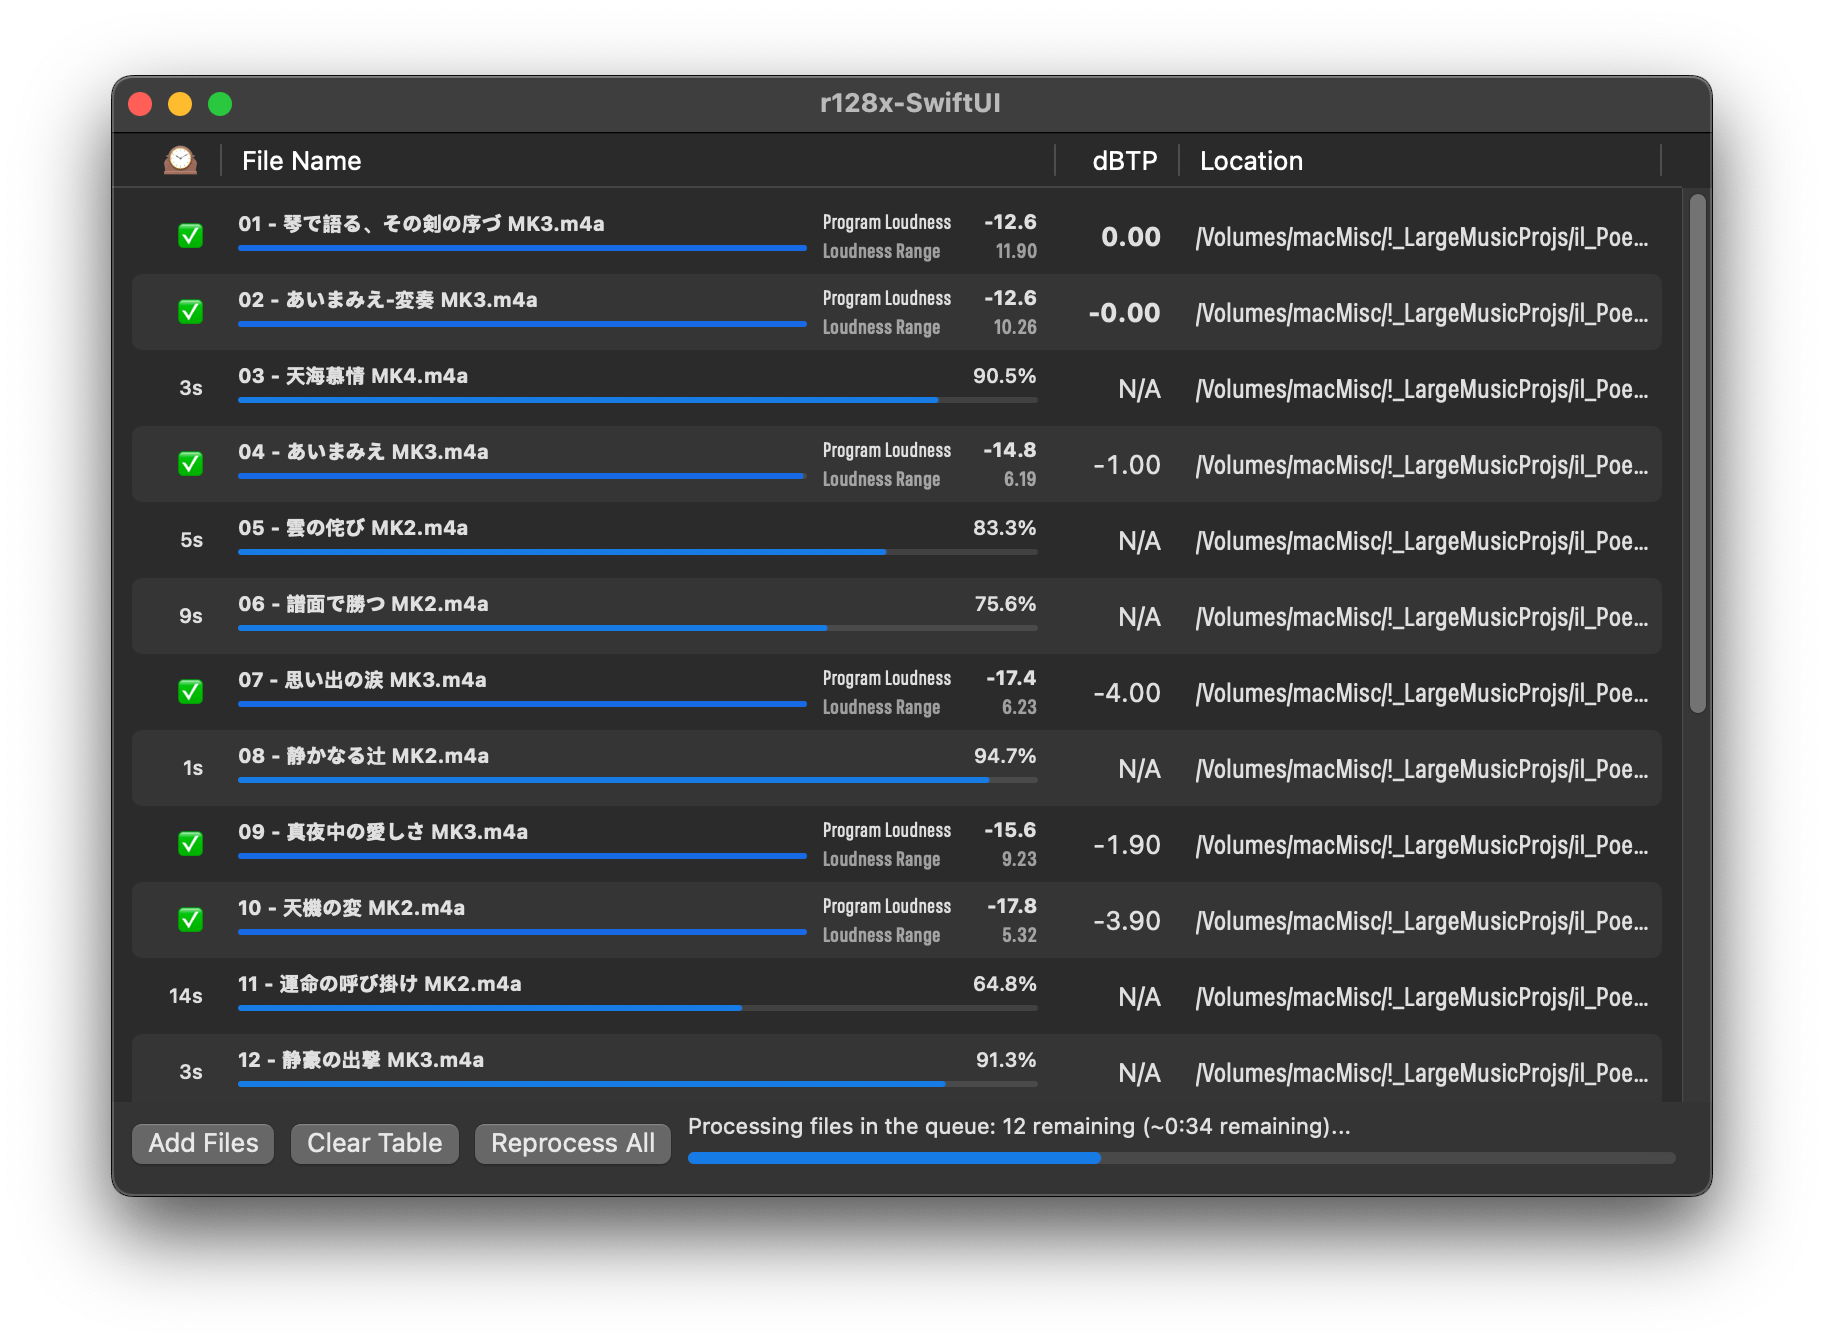 r128x-SwiftUI
File Name dBTP Location
01 - 琴で語る、その剣の序づ MK3.m4a Program Loudness -12.6 0.00 /Volumes/macMisc/!_LargeMusicProjs/il_Poe...
Loudness Range 11.90
02 - あいまみえ-変奏 MK3.m4a Program Loudness -12.6 -0.00 /Volumes/macMisc/!_LargeMusicProjs/il_Poe...
Loudness Range 10.26
3s 03 - 天海慕情 MK4.m4a 90.5% N/A /Volumes/macMisc/!_LargeMusicProjs/il_Poe...
04 - あいまみえ MK3.m4a Program Loudness -14.8 -1.00 /Volumes/macMisc/!_LargeMusicProjs/il_Poe...
Loudness Range 6.19
5s 05 - 雲の侘び MK2.m4a 83.3% N/A /Volumes/macMisc/!_LargeMusicProjs/il_Poe...
9s 06 - 譜面で勝つ MK2.m4a 75.6% N/A /Volumes/macMisc/!_LargeMusicProjs/il_Poe...
07 - 思い出の涙 MK3.m4a Program Loudness -17.4 -4.00 /Volumes/macMisc/!_LargeMusicProjs/il_Poe...
Loudness Range 6.23
1s 08 - 静かなる辻 MK2.m4a 94.7% N/A /Volumes/macMisc/!_LargeMusicProjs/il_Poe...
09 - 真夜中の愛しさ MK3.m4a Program Loudness -15.6 -1.90 /Volumes/macMisc/!_LargeMusicProjs/il_Poe...
Loudness Range 9.23
10 - 天機の変 MK2.m4a Program Loudness -17.8 -3.90 /Volumes/macMisc/!_LargeMusicProjs/il_Poe...
Loudness Range 5.32
14s 11 - 運命の呼び掛け MK2.m4a 64.8% N/A /Volumes/macMisc/!_LargeMusicProjs/il_Poe...
3s 12 - 静豪の出撃 MK3.m4a 91.3% N/A /Volumes/macMisc/!_LargeMusicProjs/il_Poe...
Add Files Clear Table Reprocess All Processing files in the queue: 12 remaining (~0:34 remaining)...